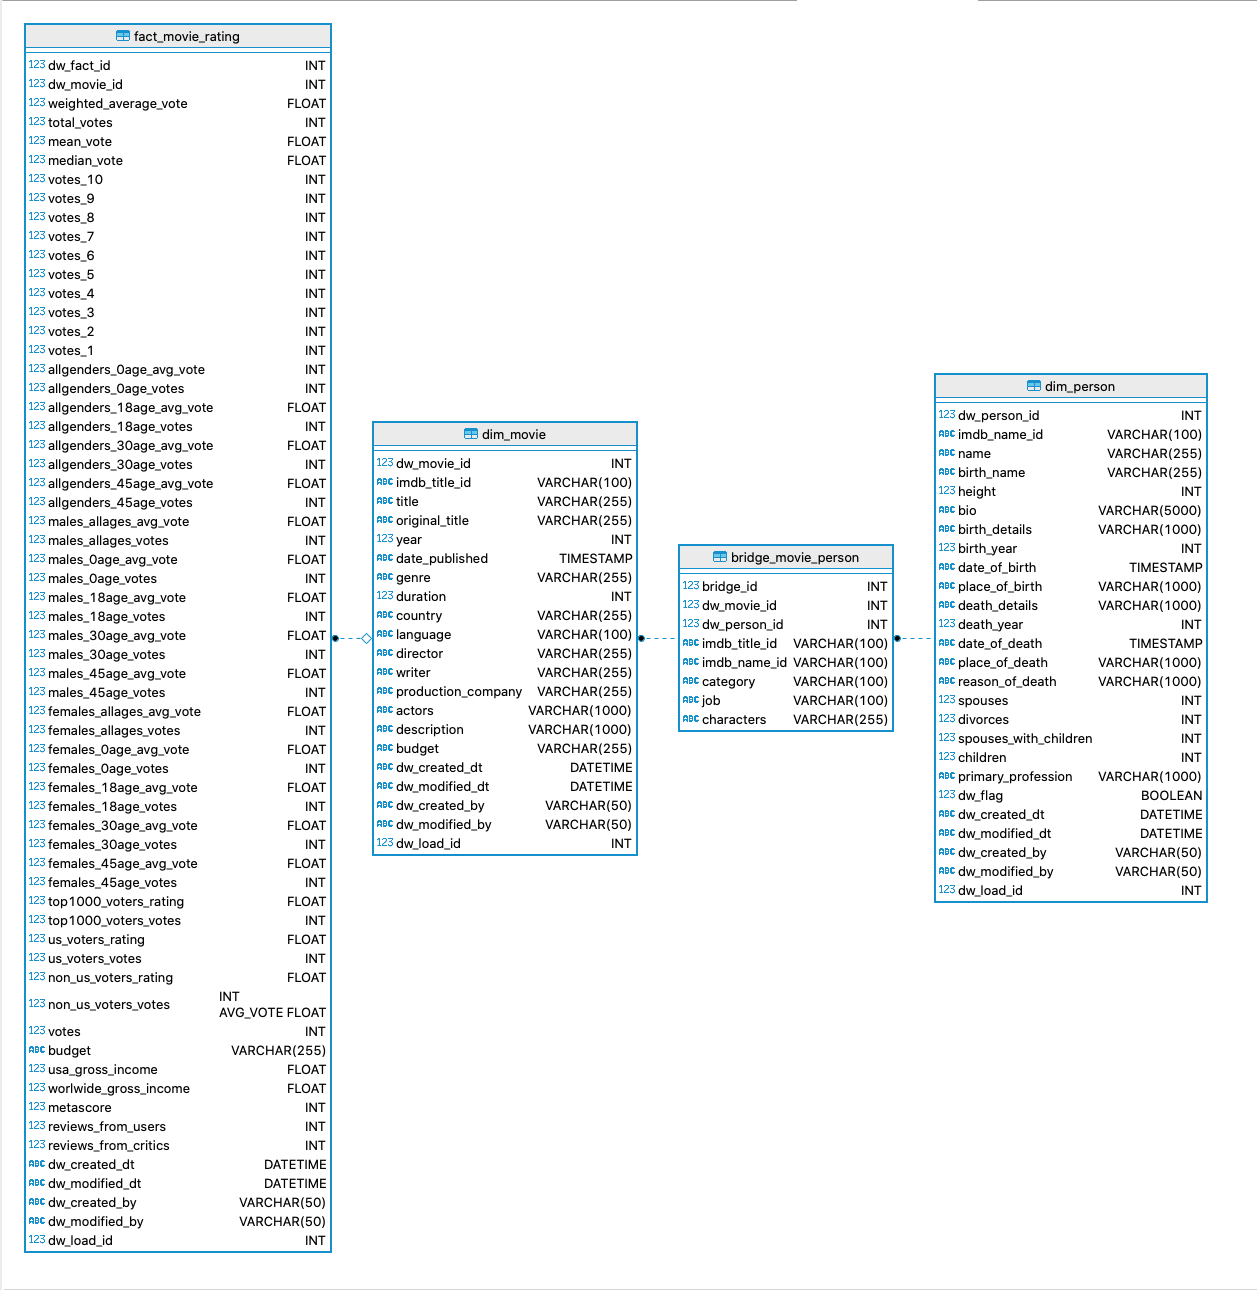 fact_movie_rating
123 dw_fact_id INT
123 dw_movie_id INT
123 weighted_average_vote FLOAT
123 total_votes INT
123 mean_vote FLOAT
123 median_vote FLOAT
123 votes_10 INT
123 votes_9 INT
123 votes_8 INT
123 votes_7 INT
123 votes_6 INT
123 votes_5 INT
123 votes_4 INT
123 votes_3 INT
123 votes_2 INT
123 votes_1 INT
123 allgenders_0age_avg_vote INT
123 allgenders_0age_votes INT
123 allgenders_18age_avg_vote FLOAT
123 allgenders_18age_votes INT
123 allgenders_30age_avg_vote FLOAT
123 allgenders_30age_votes INT
123 allgenders_45age_avg_vote FLOAT
123 allgenders_45age_votes INT
123 males_allages_avg_vote FLOAT
123 males_allages_votes INT
123 males_0age_avg_vote FLOAT
123 males_0age_votes INT
123 males_18age_avg_vote FLOAT
123 males_18age_votes INT
123 males_30age_avg_vote FLOAT
123 males_30age_votes INT
123 males_45age_avg_vote FLOAT
123 males_45age_votes INT
123 females_allages_avg_vote FLOAT
123 females_allages_votes INT
123 females_0age_avg_vote FLOAT
123 females_0age_votes INT
123 females_18age_avg_vote FLOAT
123 females_18age_votes INT
123 females_30age_avg_vote FLOAT
123 females_30age_votes INT
123 females_45age_avg_vote FLOAT
123 females_45age_votes INT
123 top1000_voters_rating FLOAT
123 top1000_voters_votes INT
123 us_voters_rating FLOAT
123 us_voters_votes INT
123 non_us_voters_rating FLOAT
123 non_us_voters_votes INT
AVG_VOTE FLOAT
123 votes INT
ABC budget VARCHAR(255)
123 usa_gross_income FLOAT
123 worlwide_gross_income FLOAT
123 metascore INT
123 reviews_from_users INT
123 reviews_from_critics INT
ABC dw_created_dt DATETIME
ABC dw_modified_dt DATETIME
ABC dw_created_by VARCHAR(50)
ABC dw_modified_by VARCHAR(50)
123 dw_load_id INT
dim_movie
123 dw_movie_id INT
ABC imdb_title_id VARCHAR(100)
ABC title VARCHAR(255)
ABC original_title VARCHAR(255)
123 year INT
ABC date_published TIMESTAMP
ABC genre VARCHAR(255)
123 duration INT
ABC country VARCHAR(255)
ABC language VARCHAR(100)
ABC director VARCHAR(255)
ABC writer VARCHAR(255)
ABC production_company VARCHAR(255)
ABC actors VARCHAR(1000)
ABC description VARCHAR(1000)
ABC budget VARCHAR(255)
ABC dw_created_dt DATETIME
ABC dw_modified_dt DATETIME
ABC dw_created_by VARCHAR(50)
ABC dw_modified_by VARCHAR(50)
123 dw_load_id INT
bridge_movie_person
123 bridge_id INT
123 dw_movie_id INT
123 dw_person_id INT
ABC imdb_title_id VARCHAR(100)
ABC imdb_name_id VARCHAR(100)
ABC category VARCHAR(100)
ABC job VARCHAR(100)
ABC characters VARCHAR(255)
dim_person
123 dw_person_id INT
ABC imdb_name_id VARCHAR(100)
ABC name VARCHAR(255)
ABC birth_name VARCHAR(255)
123 height INT
ABC bio VARCHAR(5000)
ABC birth_details VARCHAR(1000)
123 birth_year INT
ABC date_of_birth TIMESTAMP
ABC place_of_birth VARCHAR(1000)
ABC death_details VARCHAR(1000)
123 death_year INT
ABC date_of_death TIMESTAMP
ABC place_of_death VARCHAR(1000)
ABC reason_of_death VARCHAR(1000)
123 spouses INT
123 divorces INT
123 spouses_with_children INT
123 children INT
ABC primary_profession VARCHAR(1000)
123 dw_flag BOOLEAN
ABC dw_created_dt DATETIME
ABC dw_modified_dt DATETIME
ABC dw_created_by VARCHAR(50)
ABC dw_modified_by VARCHAR(50)
123 dw_load_id INT